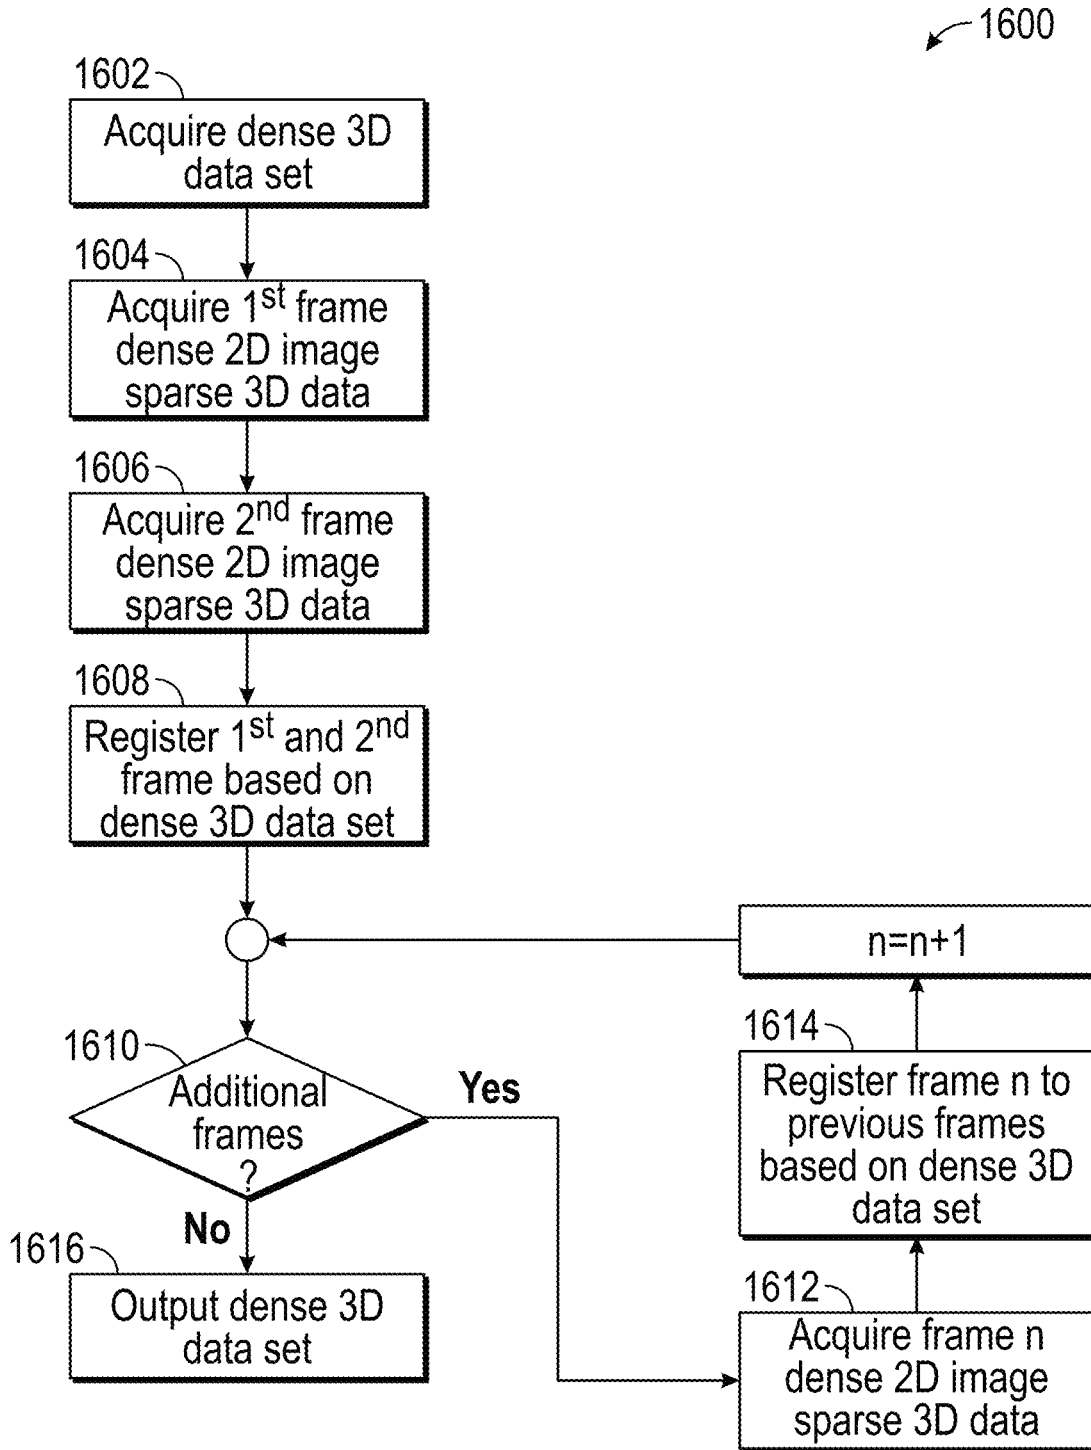 1600
1602
Acquire dense 3D
data set
1604
Acquire 1st frame
dense 2D image
sparse 3D data
1606
Acquire 2nd frame
dense 2D image
sparse 3D data
1608
Register 1st and 2nd
frame based on
dense 3D data set
1610
Additional
frames
?
Yes
No
1616
Output dense 3D
data set
1612
Acquire frame n
dense 2D image
sparse 3D data
1614
Register frame n to
previous frames
based on dense 3D
data set
n=n+1